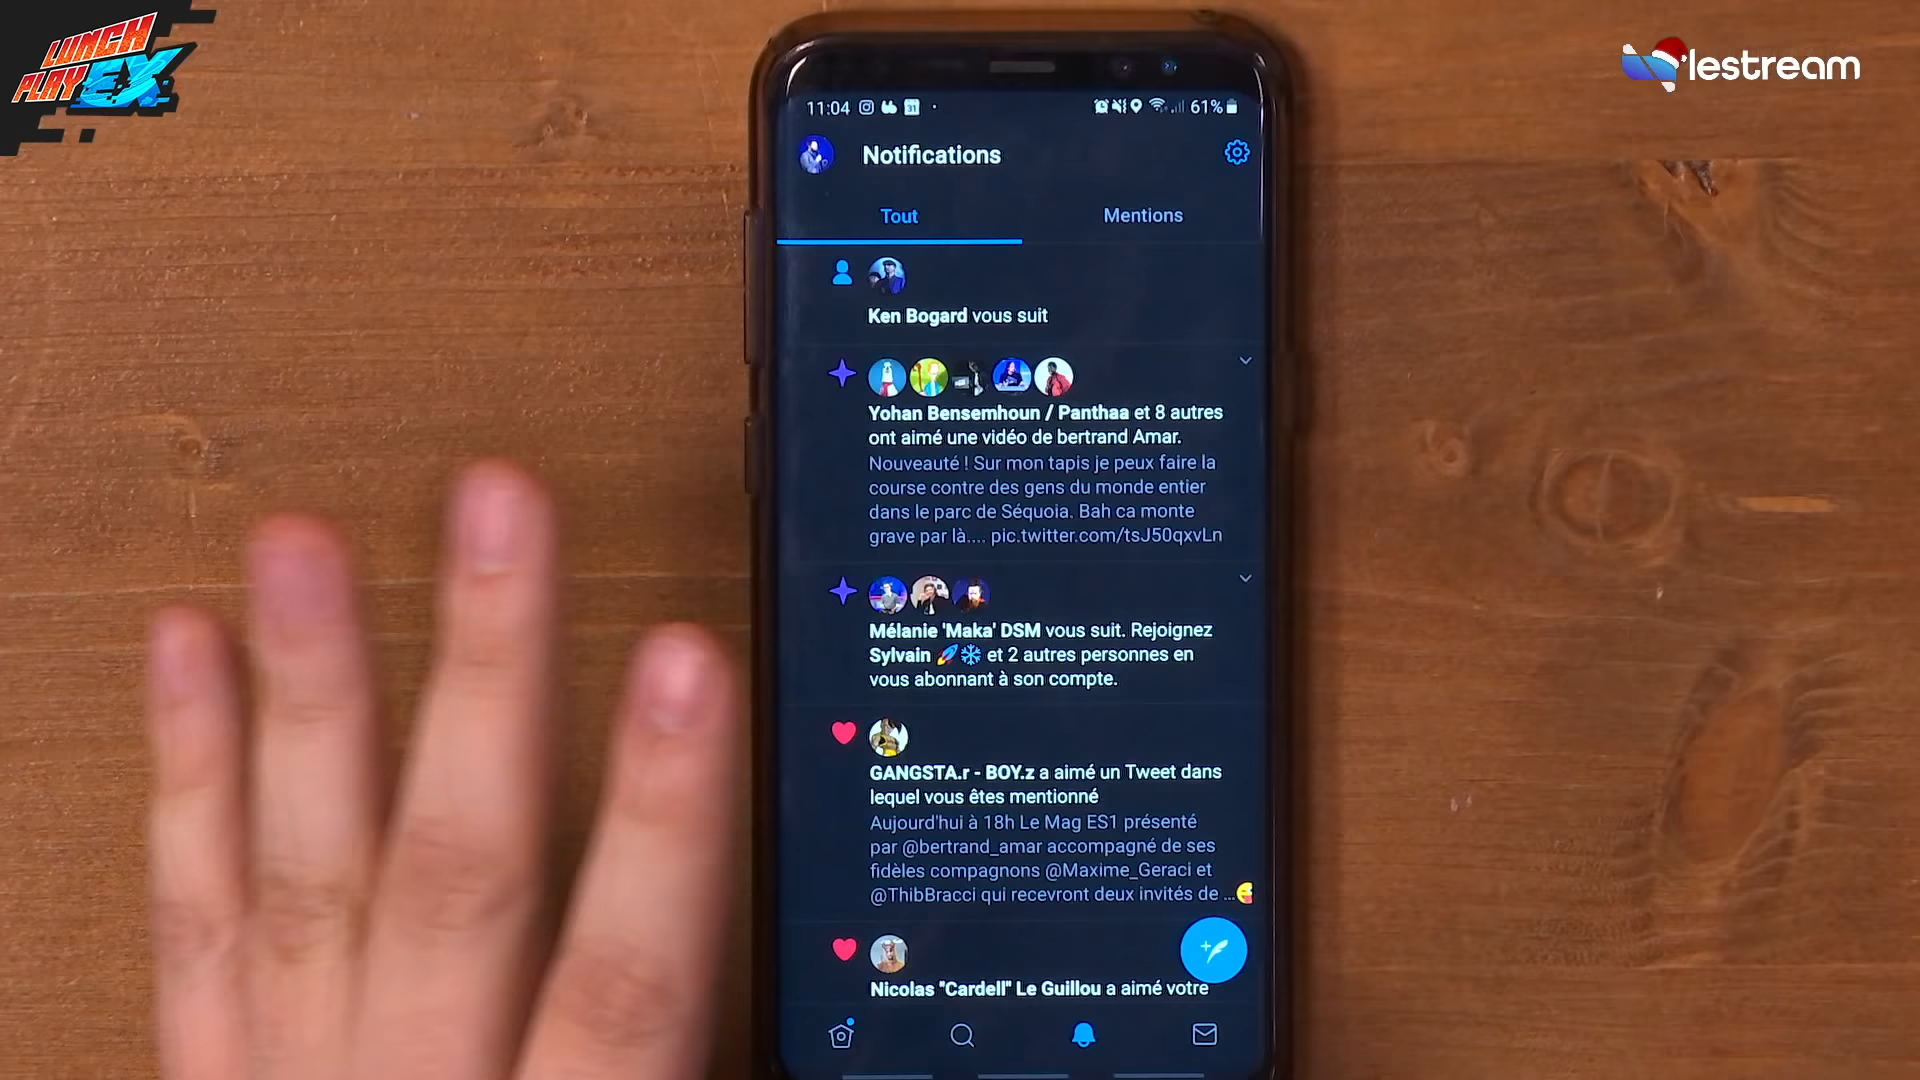 LUNCH
PLAY EX
lestream
11:04
31
61%
Notifications
Tout
Mentions
Ken Bogard vous suit
Yohan Bensemhoun / Panthaa et 8 autres
ont aimé une vidéo de bertrand Amar.
Nouveauté ! Sur mon tapis je peux faire la
course contre des gens du monde entier
dans le parc de Séquoia. Bah ca monte
grave par là.... pic.twitter.com/tsJ50qxvLn
Mélanie 'Maka' DSM vous suit. Rejoignez
Sylvain 🚀❄️ et 2 autres personnes en
vous abonnant à son compte.
GANGSTA.r - BOY.z a aimé un Tweet dans
lequel vous êtes mentionné
Aujourd'hui à 18h Le Mag ES1 présenté
par @bertrand_amar accompagné de ses
fidèles compagnons @Maxime_Geraci et
@ThibBracci qui recevront deux invités de ...
Nicolas "Cardell" Le Guillou a aimé votre